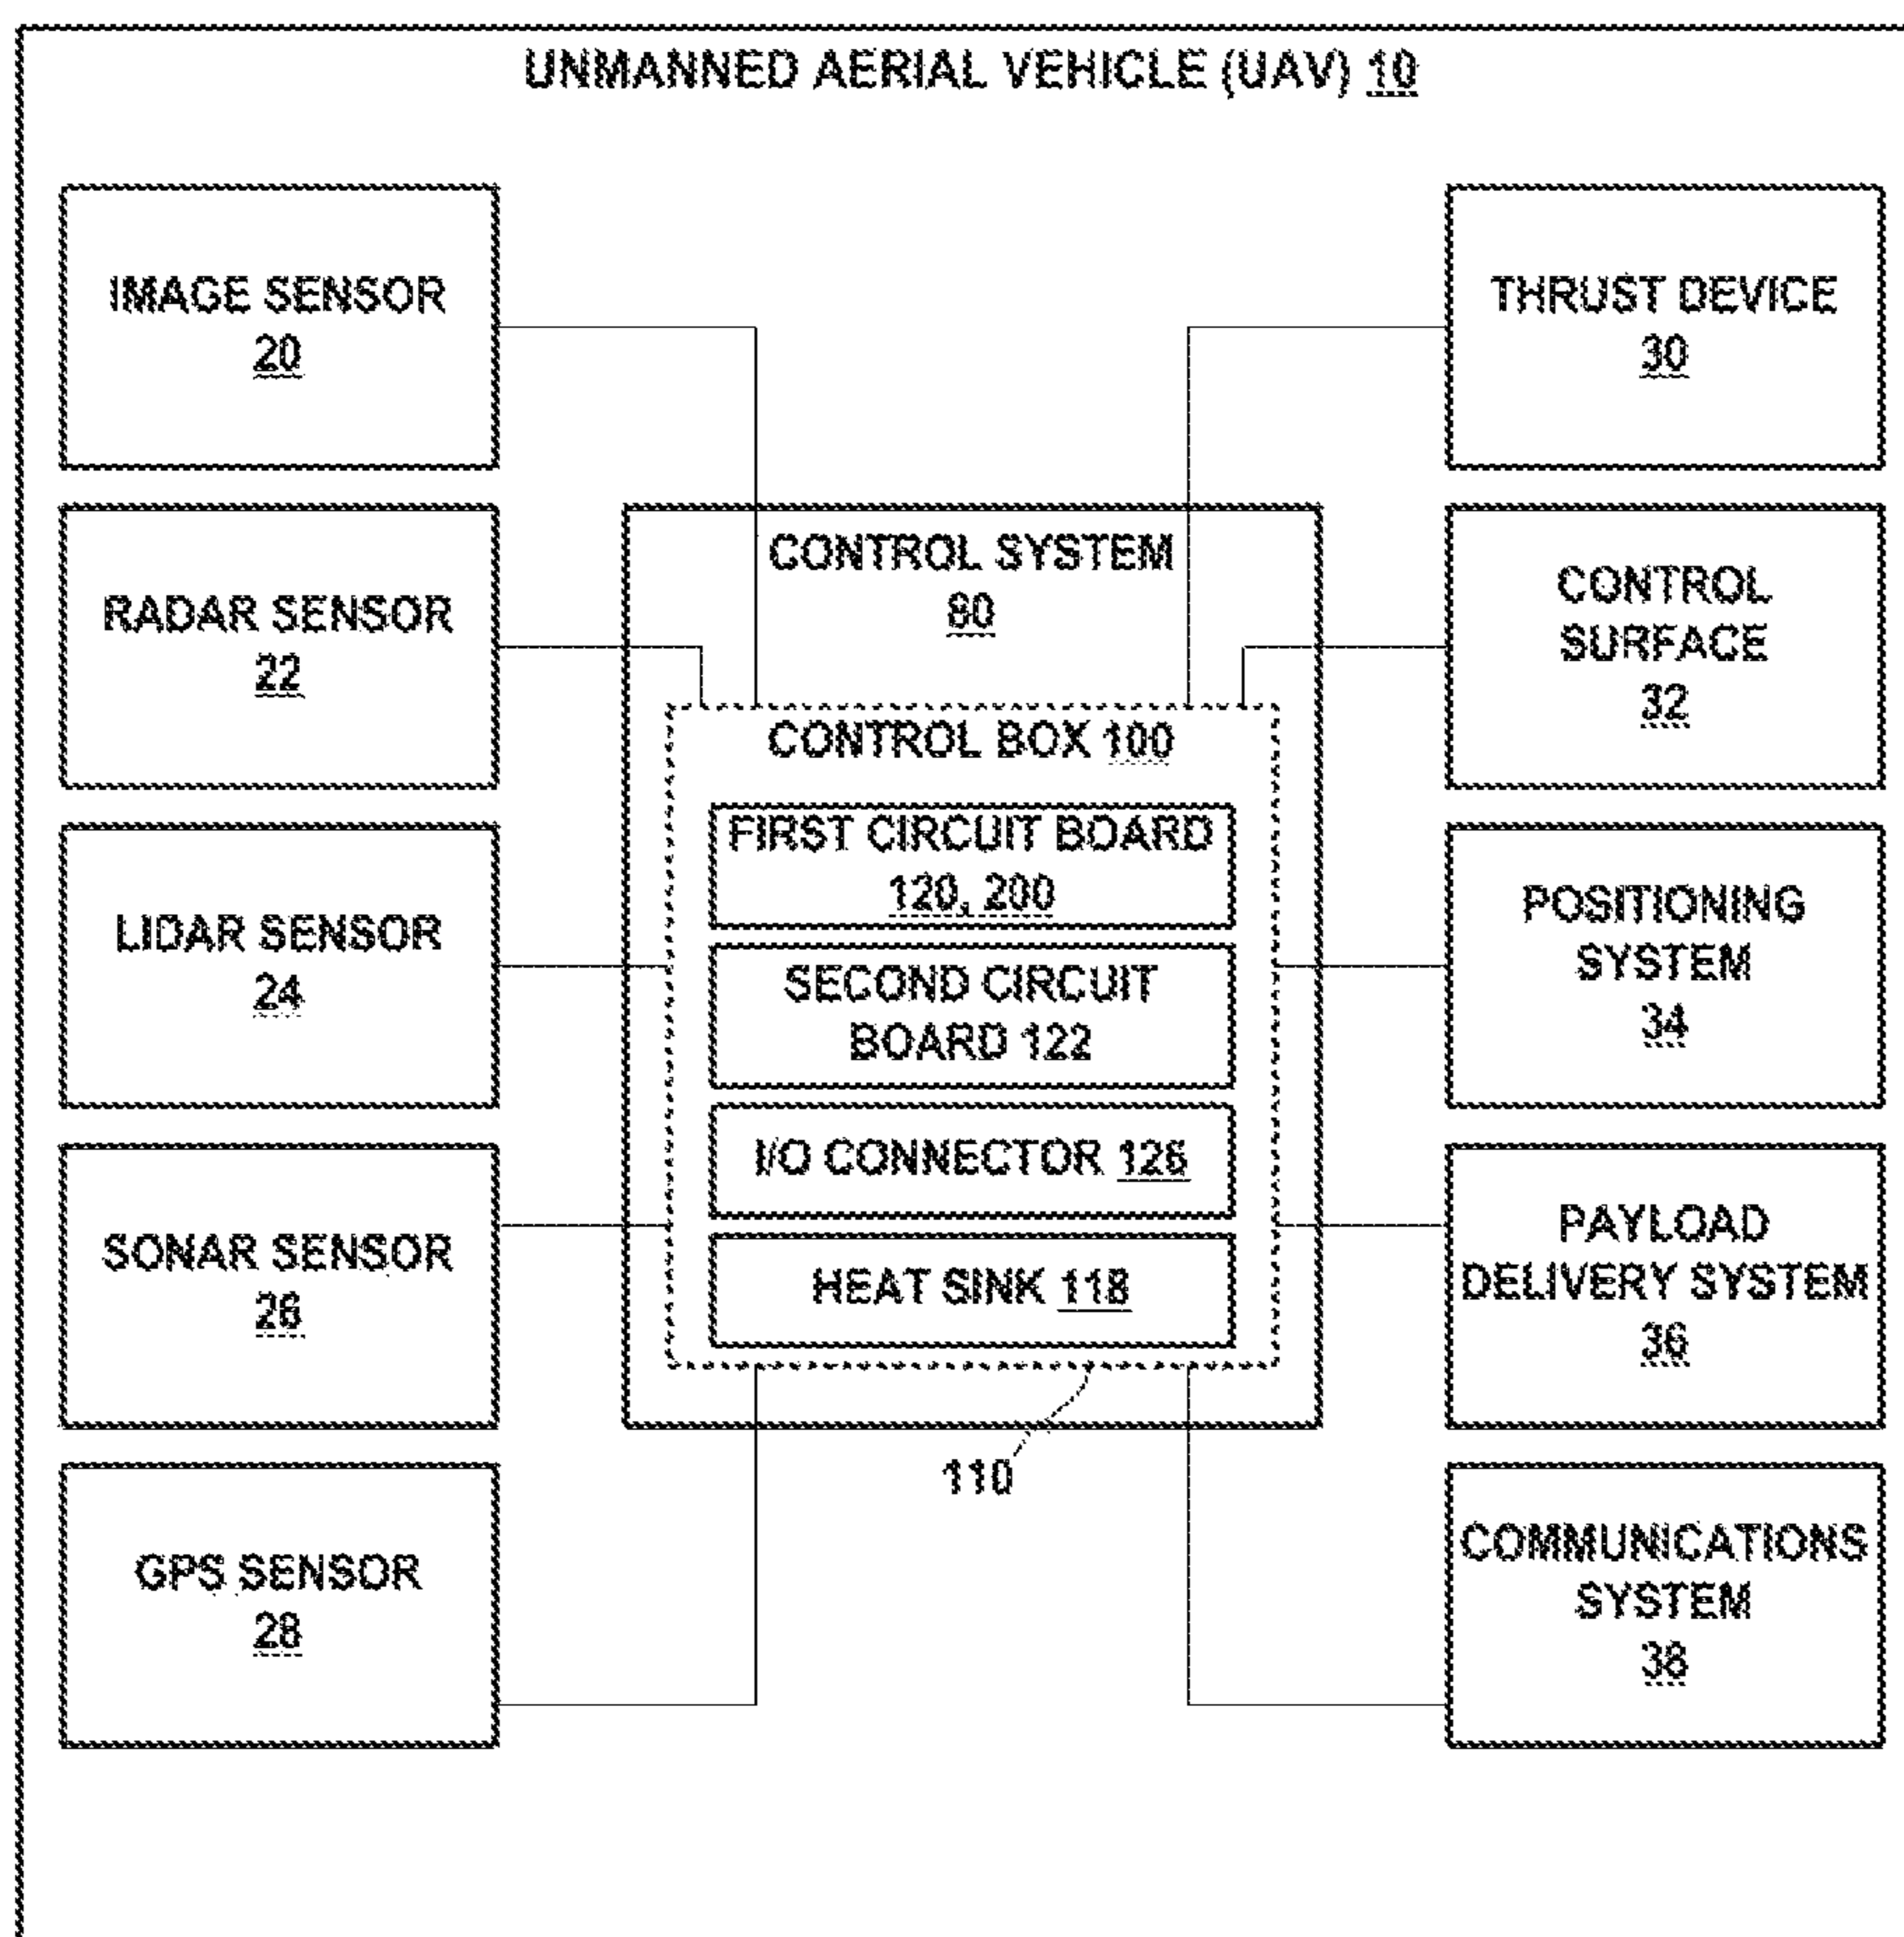 UNMANNED AERIAL VEHICLE (UAV) 10
IMAGE SENSOR
20
RADAR SENSOR
22
LIDAR SENSOR
24
SONAR SENSOR
26
GPS SENSOR
28
CONTROL SYSTEM
80
CONTROL BOX 100
FIRST CIRCUIT BOARD
120, 200
SECOND CIRCUIT
BOARD 122
I/O CONNECTOR 126
HEAT SINK 118
110
THRUST DEVICE
30
CONTROL
SURFACE
32
POSITIONING
SYSTEM
34
PAYLOAD
DELIVERY SYSTEM
36
COMMUNICATIONS
SYSTEM
38